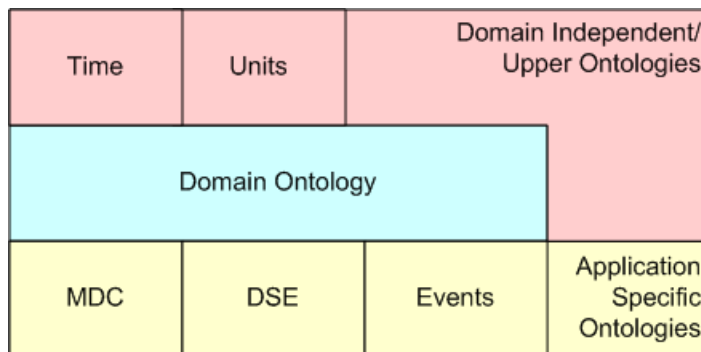 Time
Units
Domain Independent/
Upper Ontologies
Domain Ontology
MDC
DSE
Events
Application
Specific
Ontologies